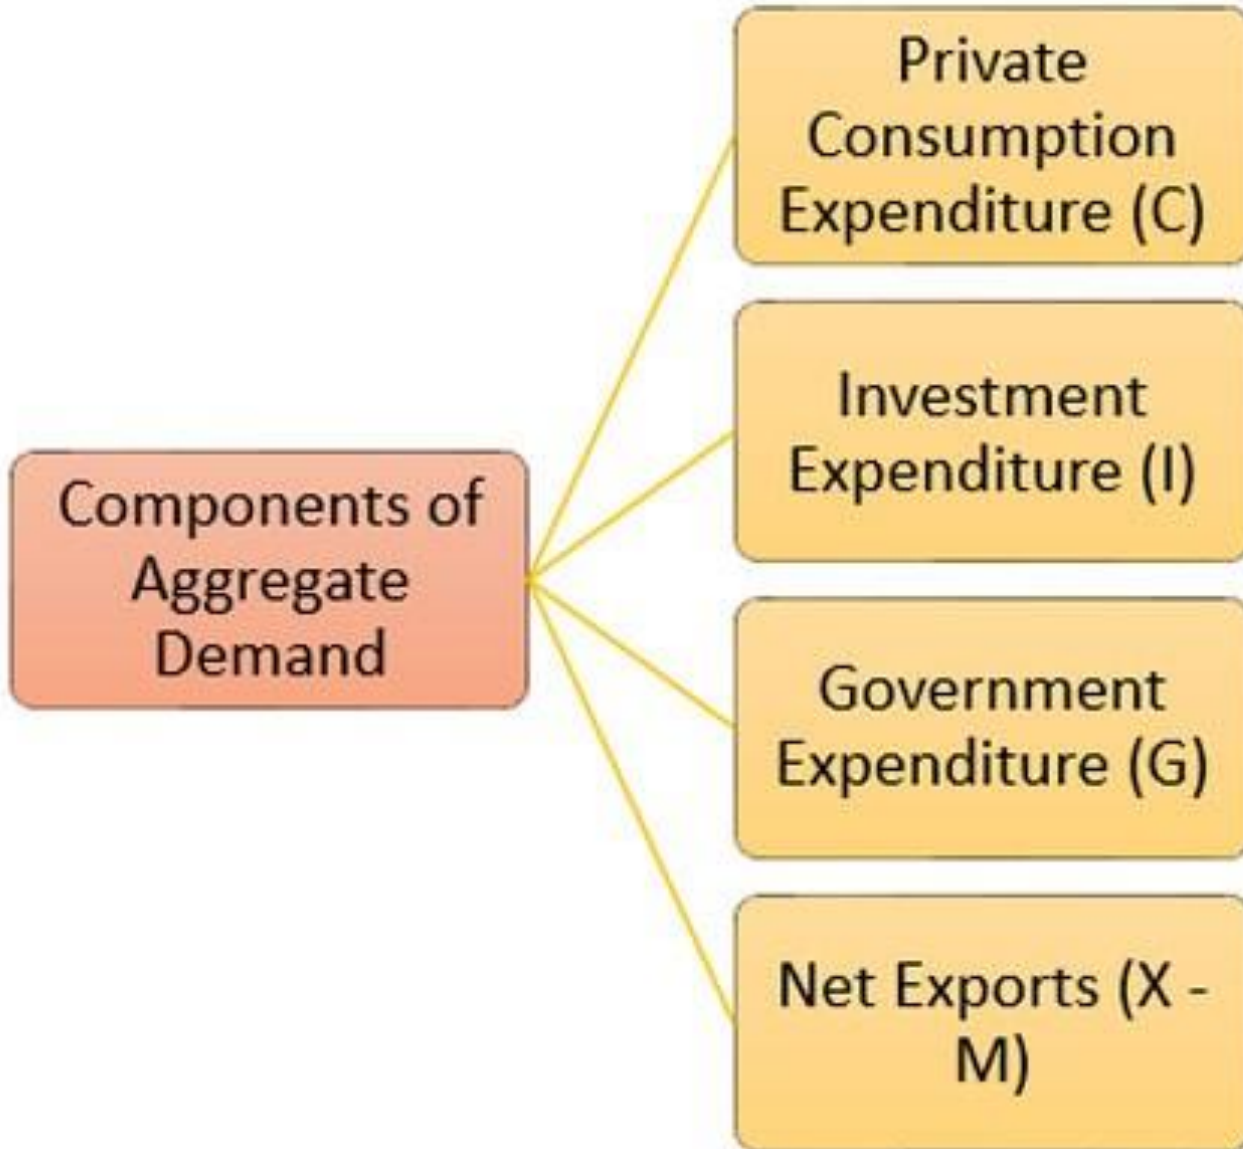 Components of
Aggregate
Demand
Private
Consumption
Expenditure (C)
Investment
Expenditure (I)
Government
Expenditure (G)
Net Exports (X -
M)